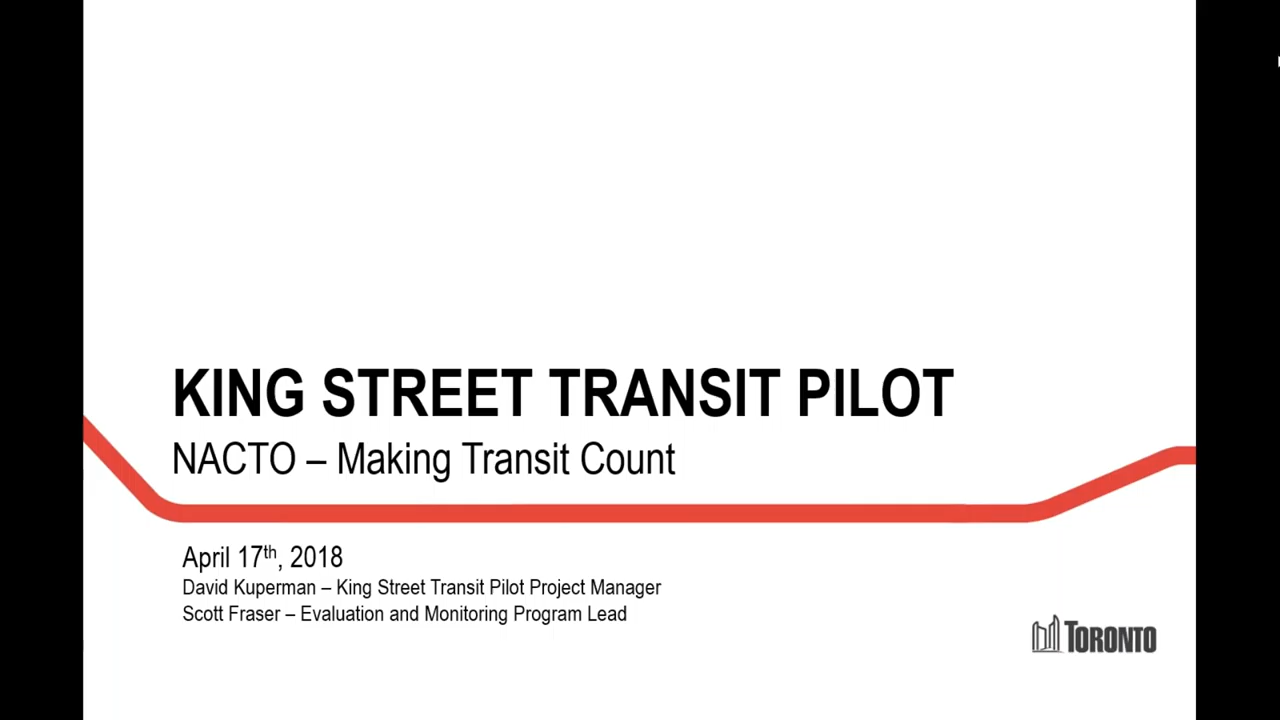 KING STREET TRANSIT PILOT
NACTO – Making Transit Count
April 17th, 2018
David Kuperman – King Street Transit Pilot Project Manager
Scott Fraser – Evaluation and Monitoring Program Lead
TORONTO